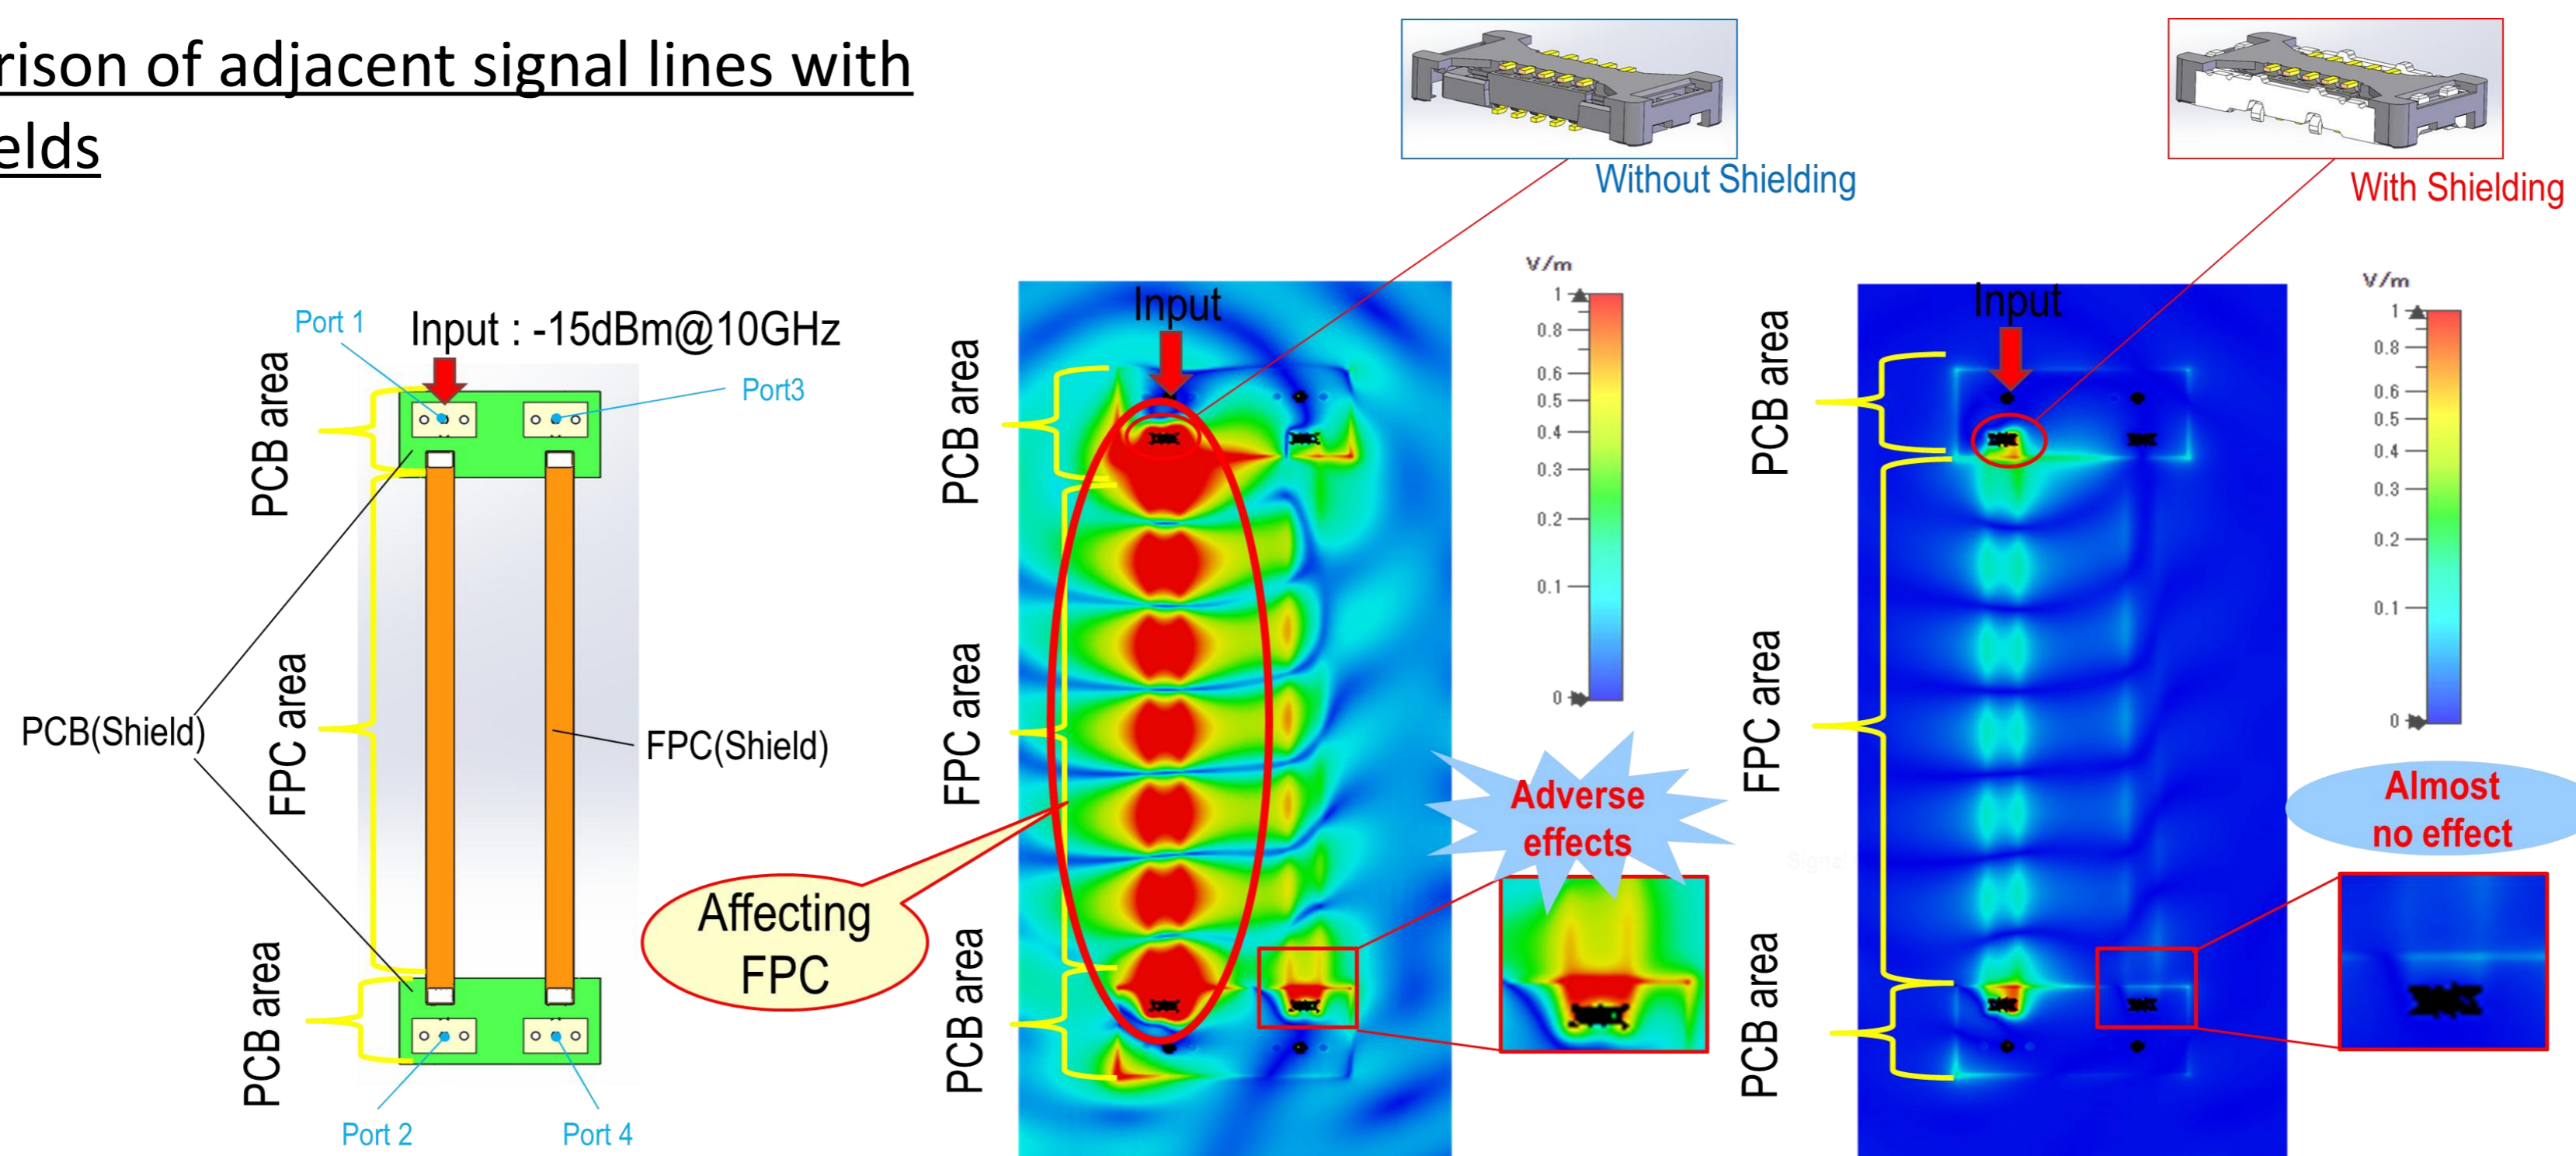 rison of adjacent signal lines with
elds
Without Shielding
With Shielding
Port 1
Input : -15dBm@10GHz
Port3
PCB area
FPC area
PCB area
PCB(Shield)
FPC(Shield)
Port 2
Port 4
Affecting
FPC
Input
PCB area
FPC area
PCB area
V/m
1
0.8
0.6
0.5
0.4
0.3
0.2
0.1
0
Adverse
effects
Input
PCB area
FPC area
PCB area
Signal
V/m
1
0.8
0.6
0.5
0.4
0.3
0.2
0.1
0
Almost
no effect